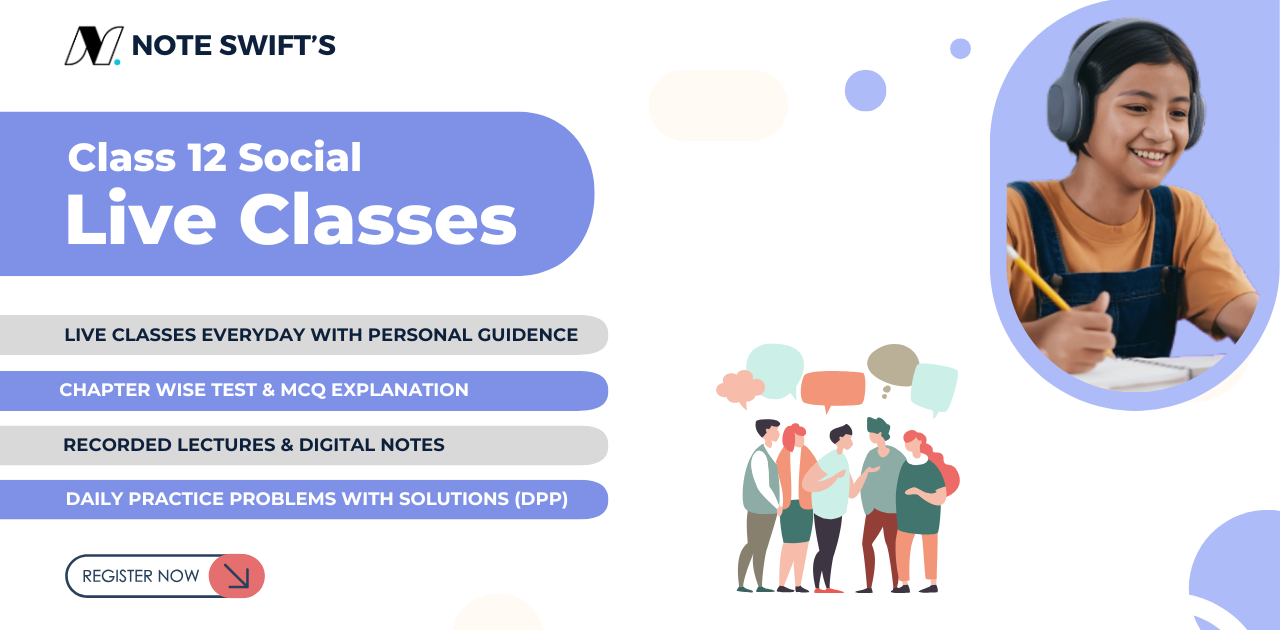 NOTE SWIFT’S
Class 12 Social
Live Classes
LIVE CLASSES EVERYDAY WITH PERSONAL GUIDENCE
CHAPTER WISE TEST & MCQ EXPLANATION
RECORDED LECTURES & DIGITAL NOTES
DAILY PRACTICE PROBLEMS WITH SOLUTIONS (DPP)
REGISTER NOW